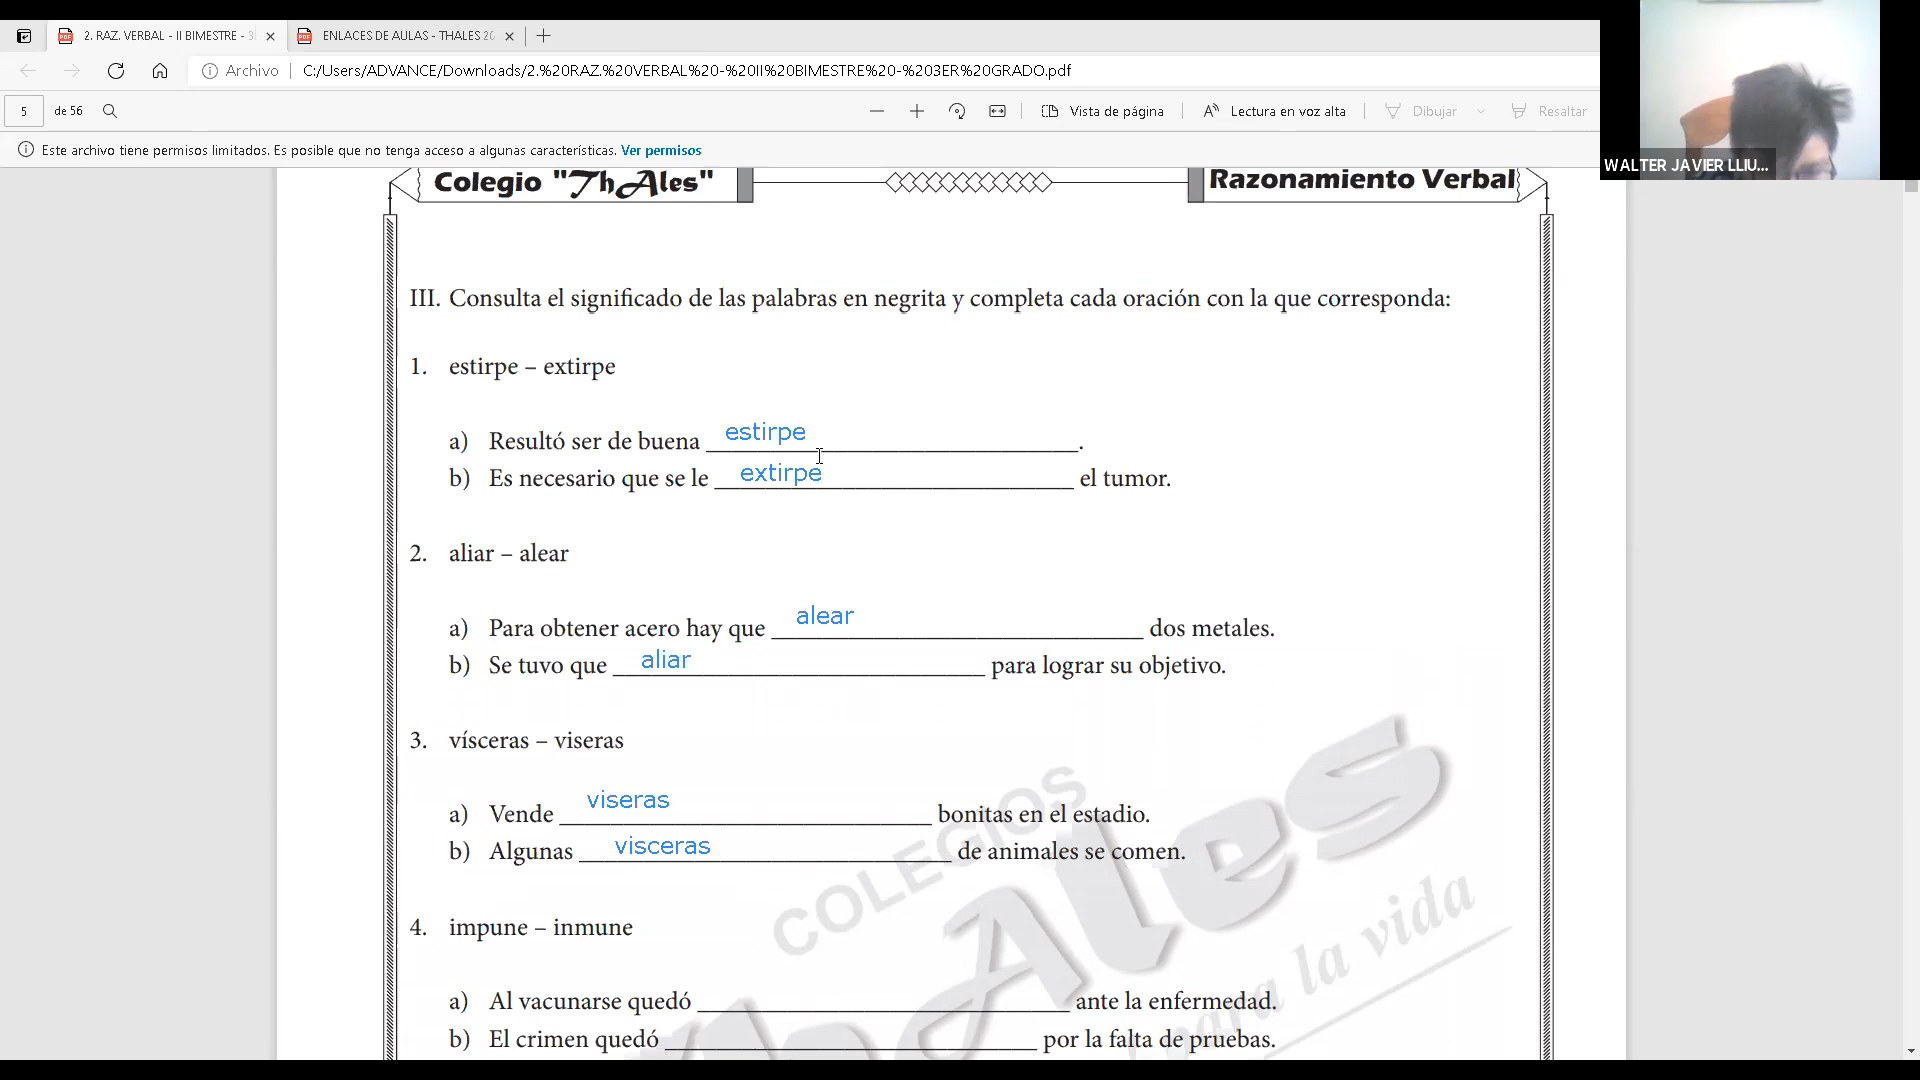 2. RAZ. VERBAL - II BIMESTRE - 3
ENLACES DE AULAS - THALES 20
Archivo
C:/Users/ADVANCE/Downloads/2.%20RAZ.%20VERBAL%20-%20II%20BIMESTRE%20-%203ER%20GRADO.pdf
5 de 56
Vista de página
Lectura en voz alta
Dibujar
Resaltar
Este archivo tiene permisos limitados. Es posible que no tenga acceso a algunas características. Ver permisos
WALTER JAVIER LLIU...
Colegio "ThAles"
Razonamiento Verbal
III. Consulta el significado de las palabras en negrita y completa cada oración con la que corresponda:
1. estirpe – extirpe
a) Resultó ser de buena estirpe.
b) Es necesario que se le extirpe el tumor.
2. aliar – alear
a) Para obtener acero hay que alear dos metales.
b) Se tuvo que aliar para lograr su objetivo.
3. vísceras – viseras
a) Vende viseras bonitas en el estadio.
b) Algunas visceras de animales se comen.
4. impune – inmune
a) Al vacunarse quedó ______ ante la enfermedad.
b) El crimen quedó ______ por la falta de pruebas.
COLEGIOS
ThAles
para la vida